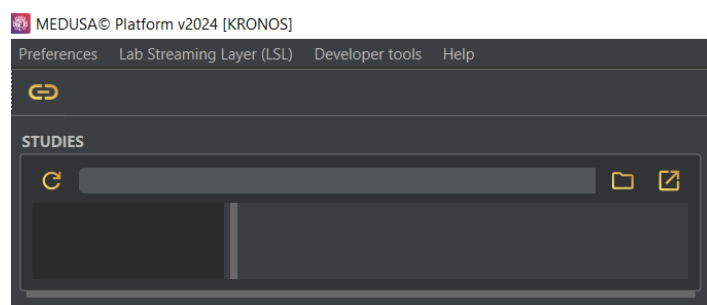 MEDUSA© Platform v2024 [KRONOS]
Preferences Lab Streaming Layer (LSL) Developer tools Help
STUDIES